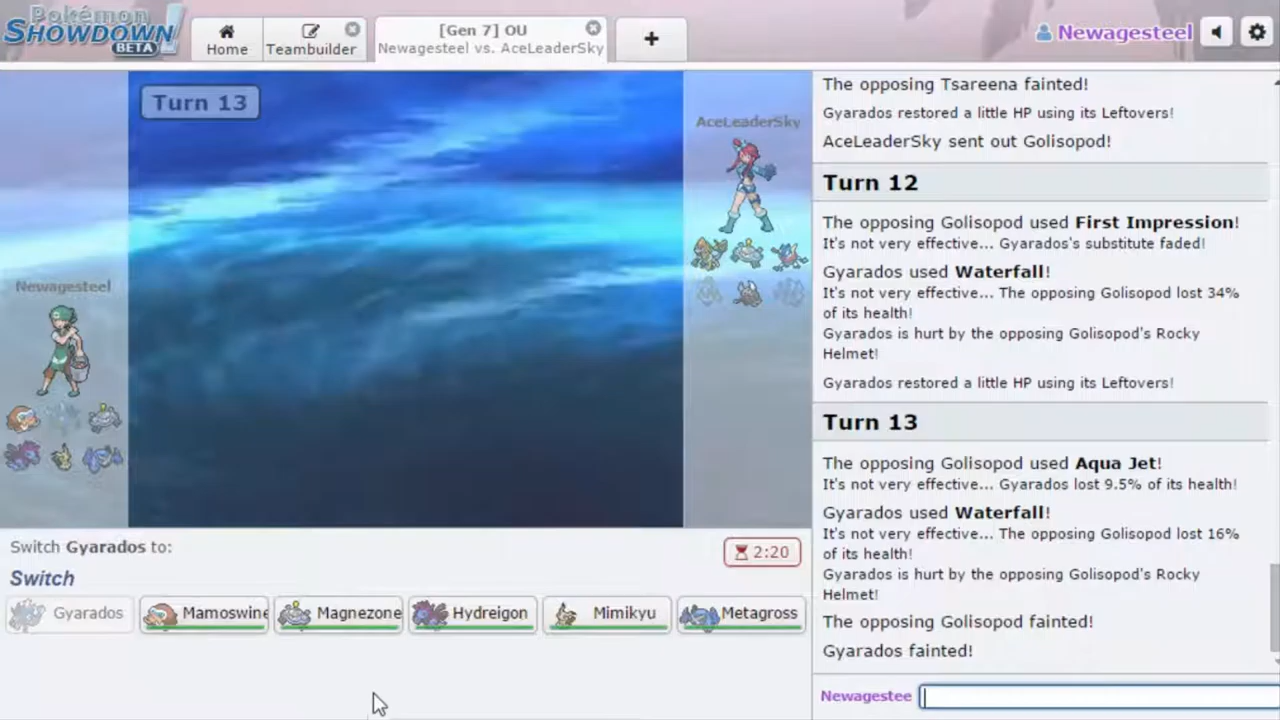 Pokémon
SHOWDOWN!
BETA
Home
Teambuilder
[Gen 7] OU
Newagesteel vs. AceLeaderSky
+
Newagesteel
Turn 13
AceLeaderSky
Newagesteel
Switch Gyarados to:
2:20
Switch
Gyarados
Mamoswine
Magnezone
Hydreigon
Mimikyu
Metagross
The opposing Tsareena fainted!
Gyarados restored a little HP using its Leftovers!
AceLeaderSky sent out Golisopod!
Turn 12
The opposing Golisopod used First Impression!
It's not very effective... Gyarados's substitute faded!
Gyarados used Waterfall!
It's not very effective... The opposing Golisopod lost 34%
of its health!
Gyarados is hurt by the opposing Golisopod's Rocky
Helmet!
Gyarados restored a little HP using its Leftovers!
Turn 13
The opposing Golisopod used Aqua Jet!
It's not very effective... Gyarados lost 9.5% of its health!
Gyarados used Waterfall!
It's not very effective... The opposing Golisopod lost 16%
of its health!
Gyarados is hurt by the opposing Golisopod's Rocky
Helmet!
The opposing Golisopod fainted!
Gyarados fainted!
Newagestee